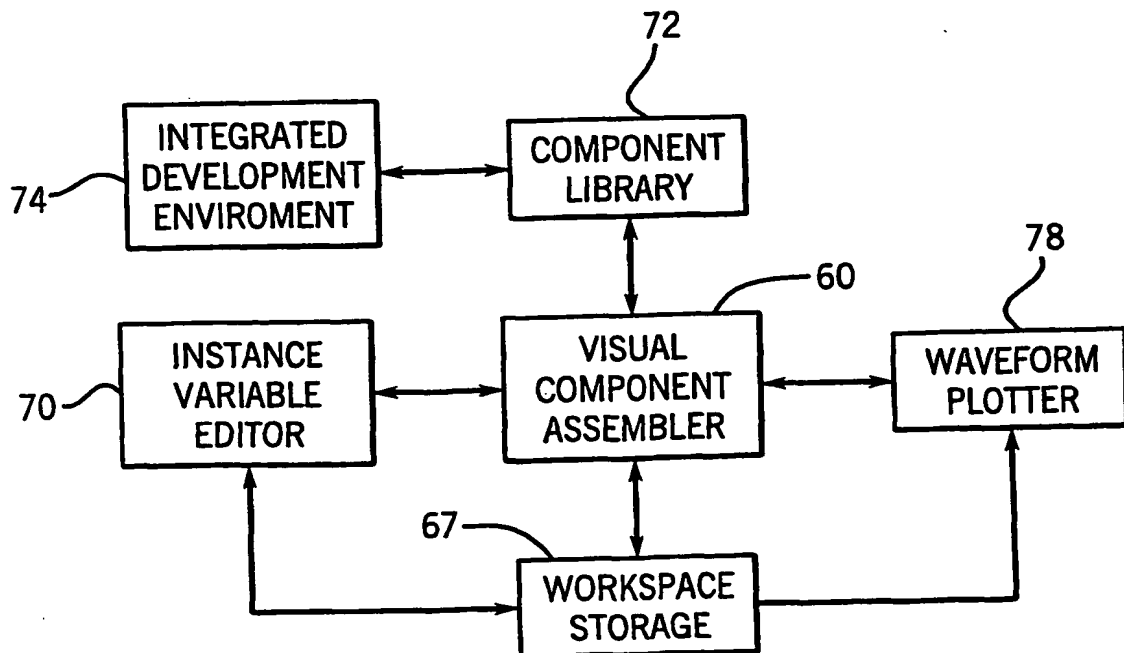 72
INTEGRATED
DEVELOPMENT
ENVIROMENT
74
COMPONENT
LIBRARY
78
60
INSTANCE
VARIABLE
EDITOR
70
VISUAL
COMPONENT
ASSEMBLER
WAVEFORM
PLOTTER
67
WORKSPACE
STORAGE